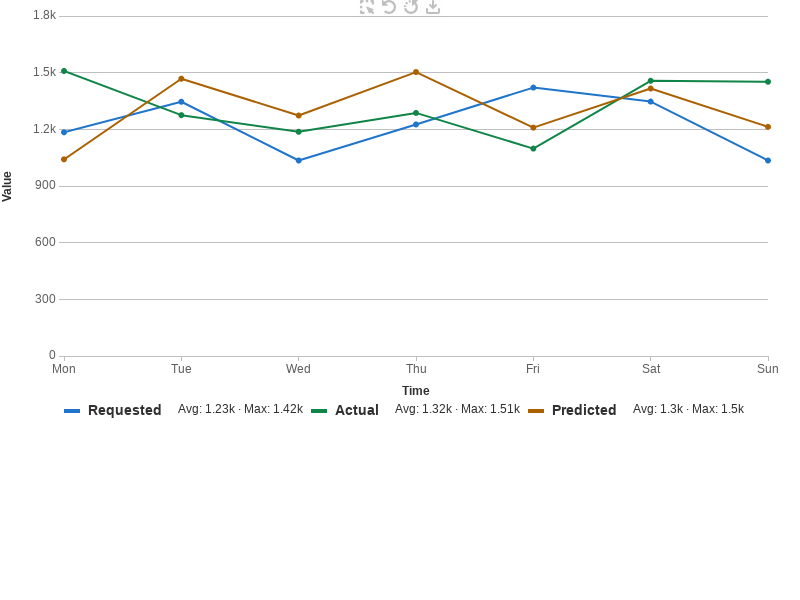 1.8k
1.5k
1.2k
900
600
300
0
Value
Mon Tue Wed Thu Fri Sat Sun
Time
Requested Avg: 1.23k · Max: 1.42k Actual Avg: 1.32k · Max: 1.51k Predicted Avg: 1.3k · Max: 1.5k